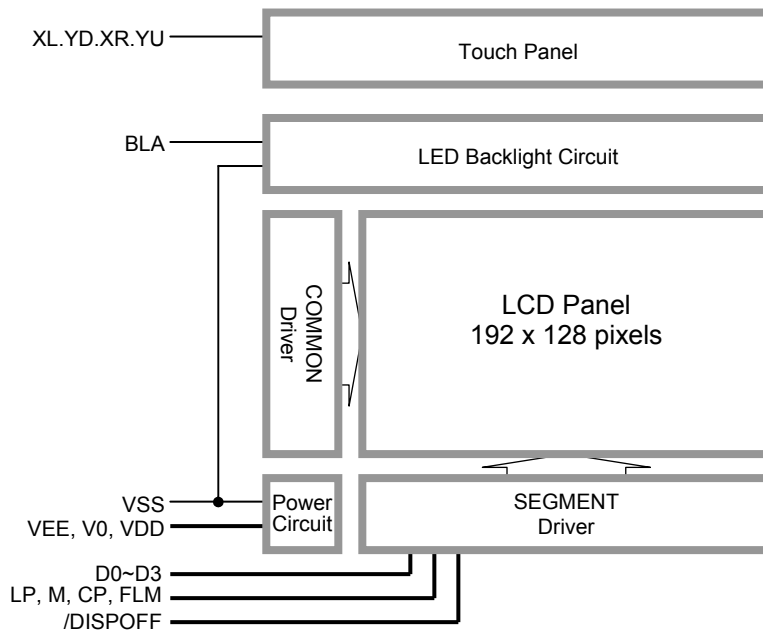 XL.YD.XR.YU
Touch Panel
BLA
LED Backlight Circuit
COMMON
Driver
LCD Panel
192 x 128 pixels
VSS
VEE, V0, VDD
Power
Circuit
SEGMENT
Driver
D0~D3
LP, M, CP, FLM
/DISPOFF